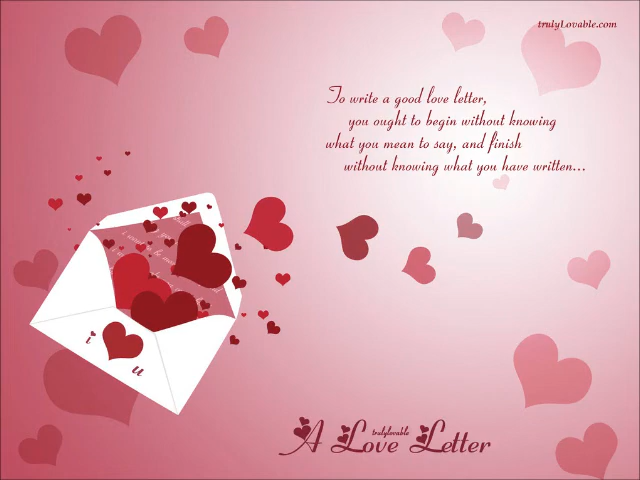 trulyLovable.com
To write a good love letter,
you ought to begin without knowing
what you mean to say, and finish
without knowing what you have written...
i
u
trulylovable
A Love Letter